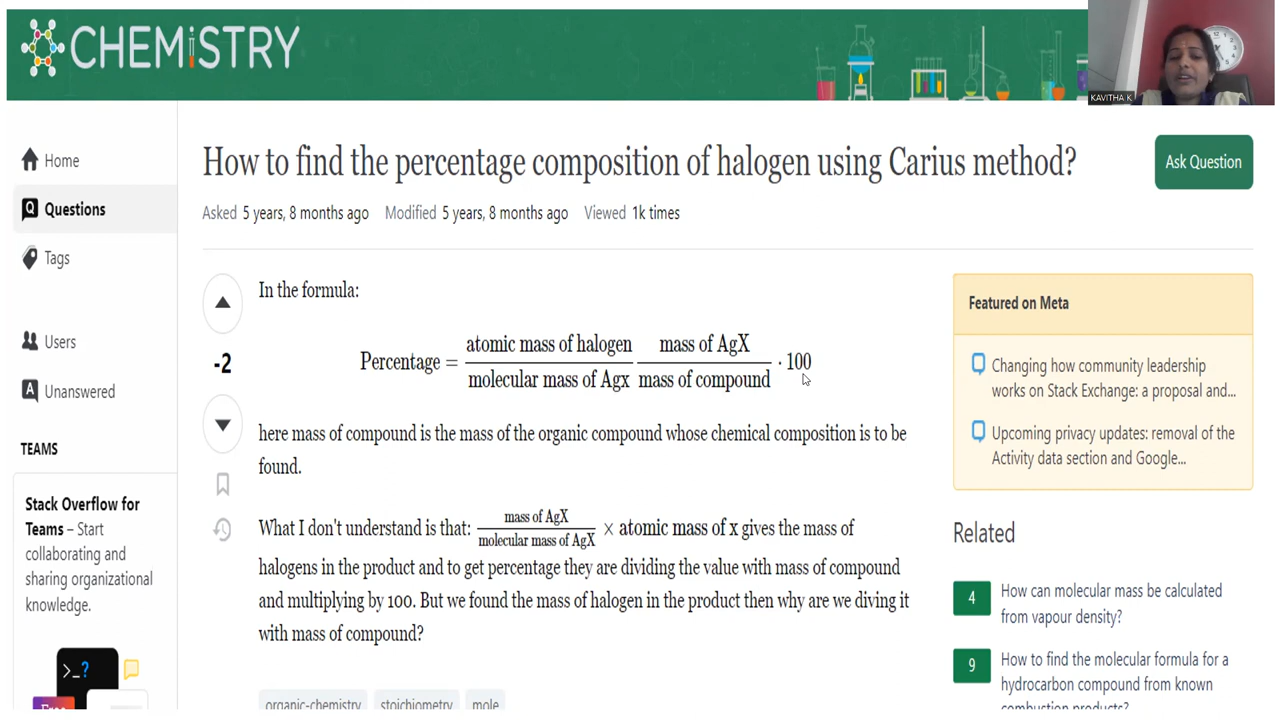 CHEMiSTRY
KAVITHA K
Home
Questions
Tags
Users
Unanswered
TEAMS
Stack Overflow for
Teams – Start
collaborating and
sharing organizational
knowledge.
>_?
Free
How to find the percentage composition of halogen using Carius method?
Ask Question
Asked 5 years, 8 months ago Modified 5 years, 8 months ago Viewed 1k times
-2
In the formula:
Percentage = atomic mass of halogen / molecular mass of Agx mass of AgX / mass of compound · 100
here mass of compound is the mass of the organic compound whose chemical composition is to be
found.
What I don't understand is that: mass of AgX / molecular mass of AgX × atomic mass of x gives the mass of
halogens in the product and to get percentage they are dividing the value with mass of compound
and multiplying by 100. But we found the mass of halogen in the product then why are we diving it
with mass of compound?
organic-chemistry stoichiometry mole
Featured on Meta
Changing how community leadership
works on Stack Exchange: a proposal and...
Upcoming privacy updates: removal of the
Activity data section and Google...
Related
4
How can molecular mass be calculated
from vapour density?
9
How to find the molecular formula for a
hydrocarbon compound from known
combustion products?